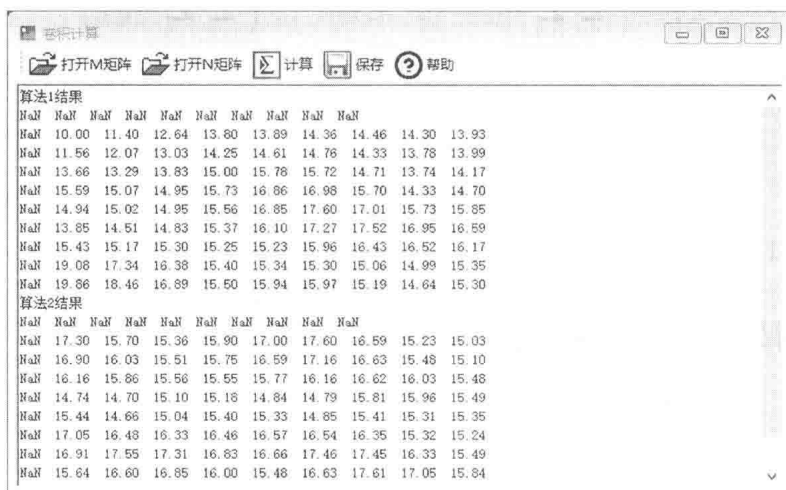 卷积计算
打开M矩阵 打开N矩阵 计算 保存 帮助
算法1结果
NaN NaN NaN NaN NaN NaN NaN NaN NaN NaN
NaN 10.00 11.40 12.64 13.80 13.89 14.36 14.46 14.30 13.93
NaN 11.56 12.07 13.03 14.25 14.61 14.76 14.33 13.78 13.99
NaN 13.66 13.29 13.83 15.00 15.78 15.72 14.71 13.74 14.17
NaN 15.59 15.07 14.95 15.73 16.86 16.98 15.70 14.33 14.70
NaN 14.94 15.02 14.95 15.56 16.85 17.60 17.01 15.73 15.85
NaN 13.85 14.51 14.83 15.37 16.10 17.27 17.52 16.95 16.59
NaN 15.43 15.17 15.30 15.25 15.23 15.96 16.43 16.52 16.17
NaN 19.08 17.34 16.38 15.40 15.34 15.30 15.06 14.99 15.35
NaN 19.86 18.46 16.89 15.50 15.94 15.97 15.19 14.64 15.30
算法2结果
NaN NaN NaN NaN NaN NaN NaN NaN NaN NaN
NaN 17.30 15.70 15.36 15.90 17.00 17.60 16.59 15.23 15.03
NaN 16.90 16.03 15.51 15.75 16.59 17.16 16.63 15.48 15.10
NaN 16.16 15.86 15.56 15.55 15.77 16.16 16.62 16.03 15.48
NaN 14.74 14.70 15.10 15.18 14.84 14.79 15.81 15.96 15.49
NaN 15.44 14.66 15.04 15.40 15.33 14.85 15.41 15.31 15.35
NaN 17.05 16.48 16.33 16.46 16.57 16.54 16.35 15.32 15.24
NaN 16.91 17.55 17.31 16.83 16.66 17.46 17.45 16.33 15.49
NaN 15.64 16.60 16.85 16.00 15.48 16.63 17.61 17.05 15.84